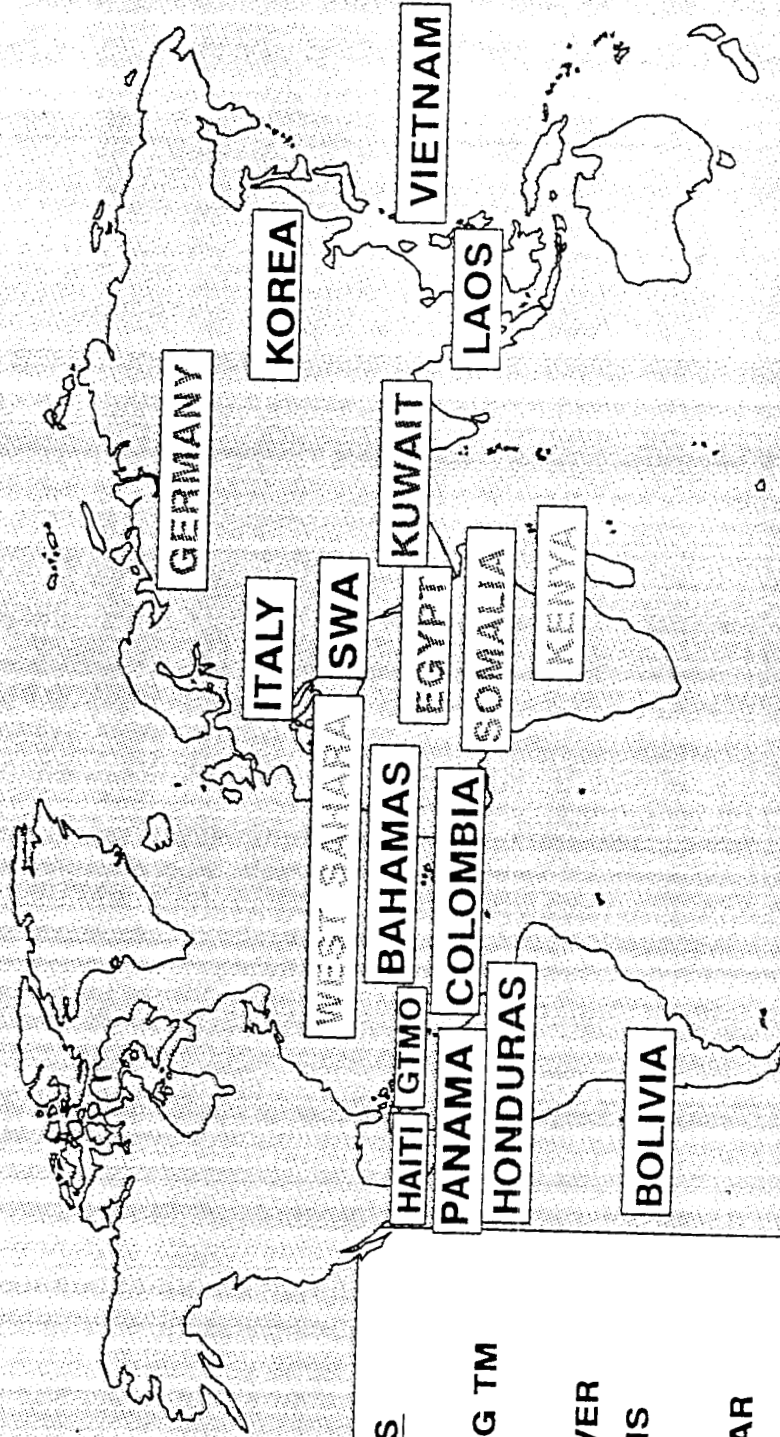 GERMANY
ITALY
KOREA
WEST SAHARA
SWA
BAHAMAS
KUWAIT
HAITI
GTMO
EGYPT
VIETNAM
PANAMA
COLOMBIA
SOMALIA
LAOS
HONDURAS
KENYA
BOLIVIA
S
G TM
VER
IS
AR